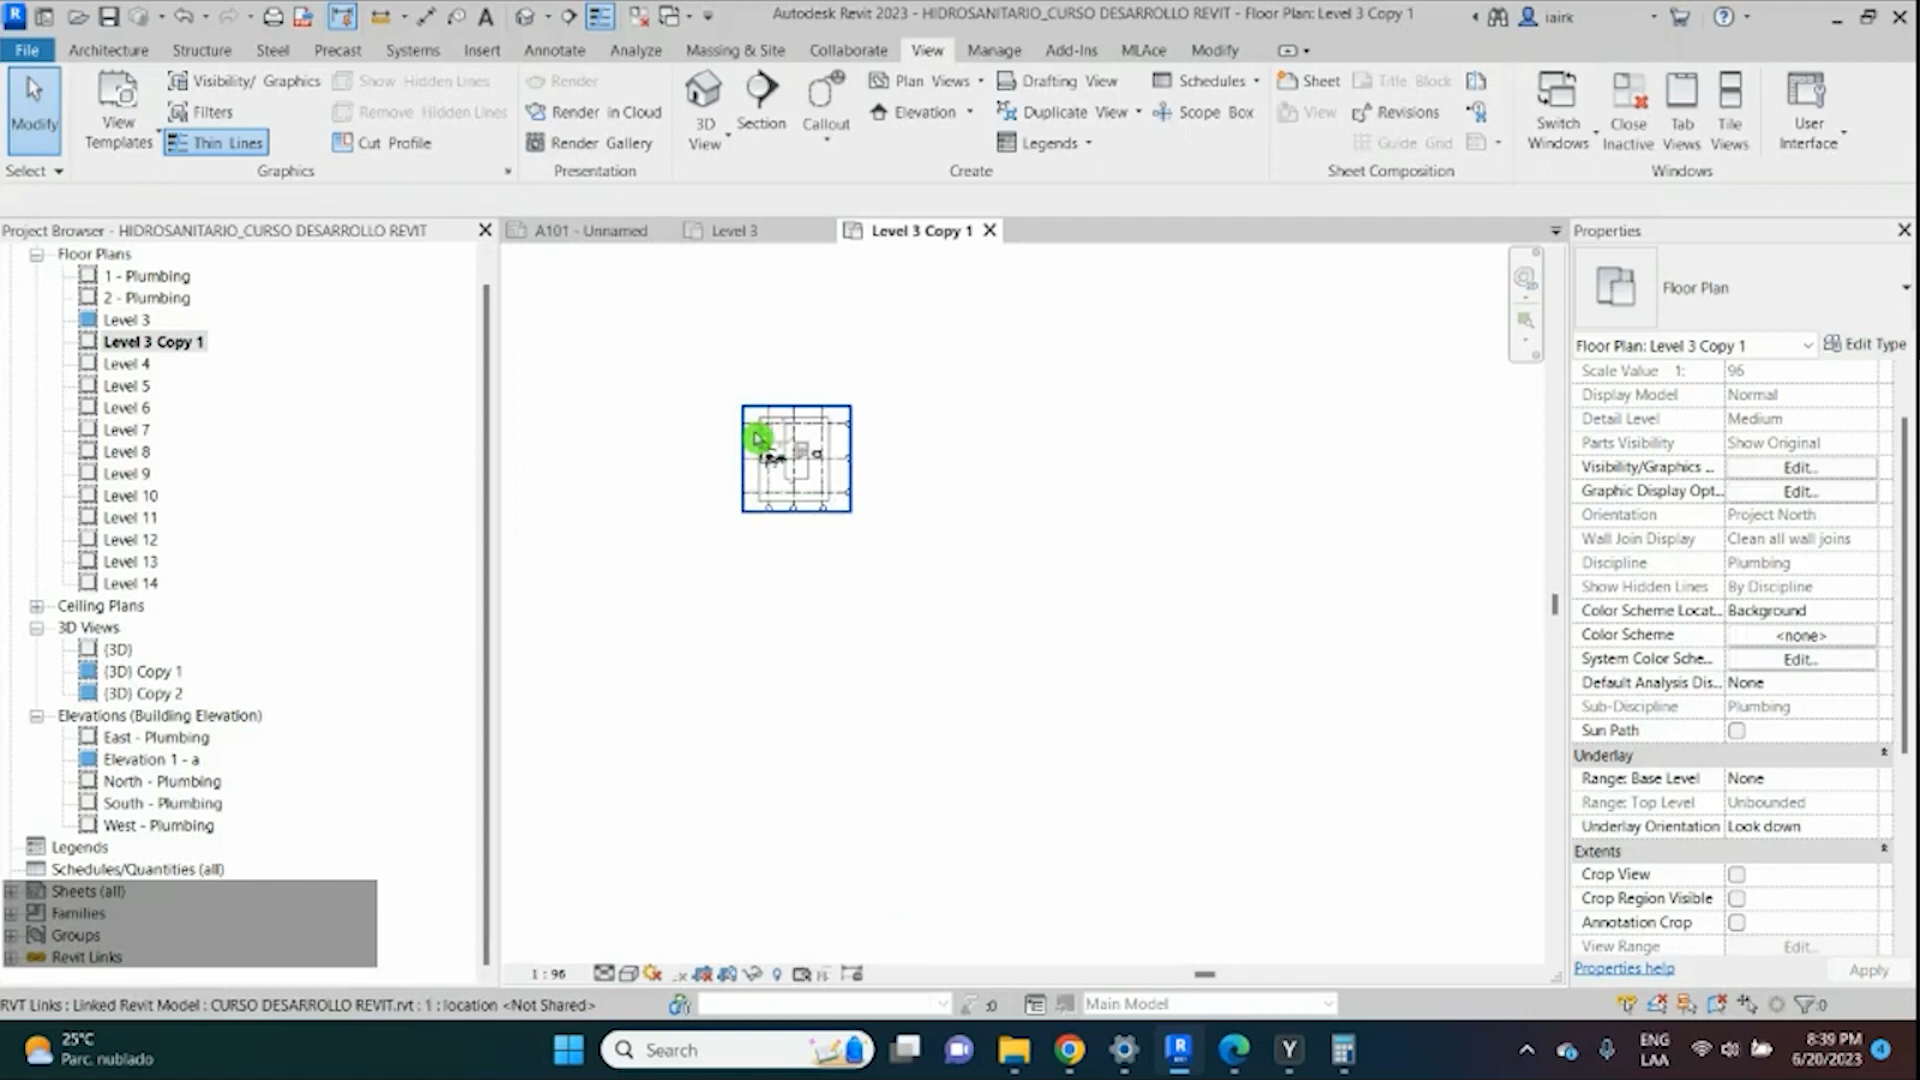 Autodesk Revit 2023 - HIDROSANITARIO_CURSO DESARROLLO REVIT - Floor Plan: Level 3 Copy 1
iairk
File Architecture Structure Steel Precast Systems Insert Annotate Analyze Massing & Site Collaborate View Manage Add-Ins MLAce Modify
Modify
View Templates
Visibility/ Graphics
Filters
Thin Lines
Show Hidden Lines
Remove Hidden Lines
Cut Profile
Render
Render in Cloud
Render Gallery
3D View
Section
Callout
Plan Views
Elevation
Drafting View
Duplicate View
Legends
Schedules
Scope Box
Sheet
View
Title Block
Revisions
Guide Grid
Switch Windows
Close Inactive
Tab Views
Tile Views
User Interface
Select
Graphics
Presentation
Create
Sheet Composition
Windows
Project Browser - HIDROSANITARIO_CURSO DESARROLLO REVIT
Floor Plans
1 - Plumbing
2 - Plumbing
Level 3
Level 3 Copy 1
Level 4
Level 5
Level 6
Level 7
Level 8
Level 9
Level 10
Level 11
Level 12
Level 13
Level 14
Ceiling Plans
3D Views
{3D}
{3D} Copy 1
{3D} Copy 2
Elevations (Building Elevation)
East - Plumbing
Elevation 1 - a
North - Plumbing
South - Plumbing
West - Plumbing
Legends
Schedules/Quantities (all)
Sheets (all)
Families
Groups
Revit Links
A101 - Unnamed
Level 3
Level 3 Copy 1
1 : 96
Properties
Floor Plan
Floor Plan: Level 3 Copy 1
Edit Type
Scale Value 1: 96
Display Model Normal
Detail Level Medium
Parts Visibility Show Original
Visibility/Graphics ... Edit...
Graphic Display Opt... Edit...
Orientation Project North
Wall Join Display Clean all wall joins
Discipline Plumbing
Show Hidden Lines By Discipline
Color Scheme Locat... Background
Color Scheme <none>
System Color Sche... Edit...
Default Analysis Dis... None
Sub-Discipline Plumbing
Sun Path
Underlay
Range: Base Level None
Range: Top Level Unbounded
Underlay Orientation Look down
Extents
Crop View
Crop Region Visible
Annotation Crop
View Range Edit...
Properties help
Apply
RVT Links : Linked Revit Model : CURSO DESARROLLO REVIT.rvt : 1 : location <Not Shared>
:0
Main Model
:0
25°C
Parc. nublado
Search
ENG
LAA
8:39 PM
6/20/2023
4